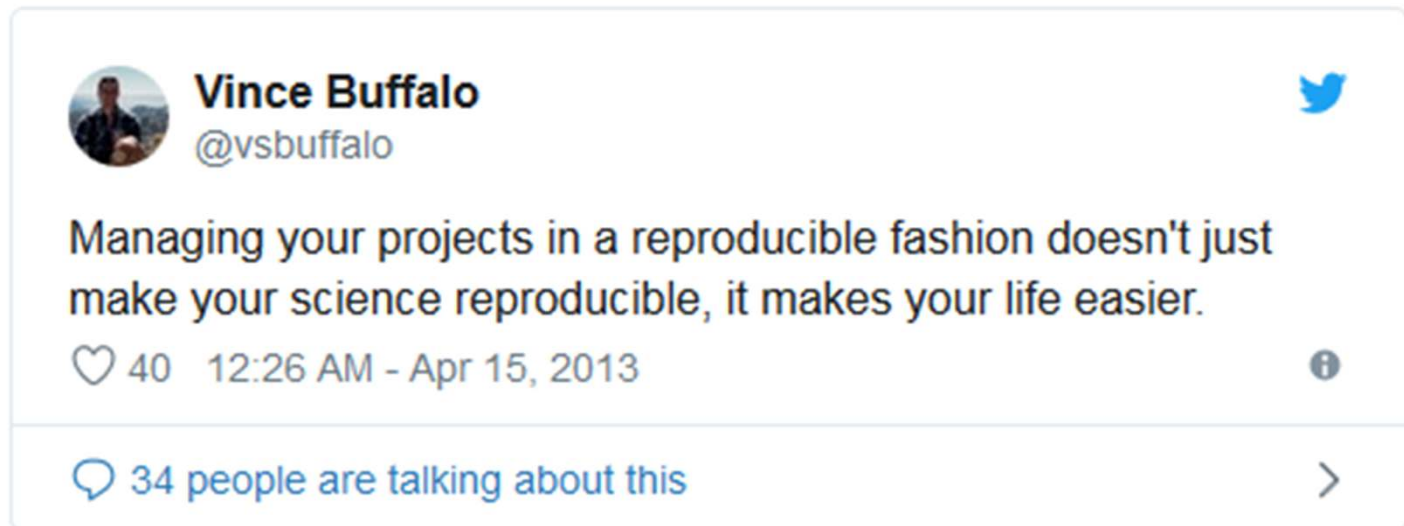 Vince Buffalo
@vsbuffalo
Managing your projects in a reproducible fashion doesn't just
make your science reproducible, it makes your life easier.
40 12:26 AM - Apr 15, 2013
34 people are talking about this